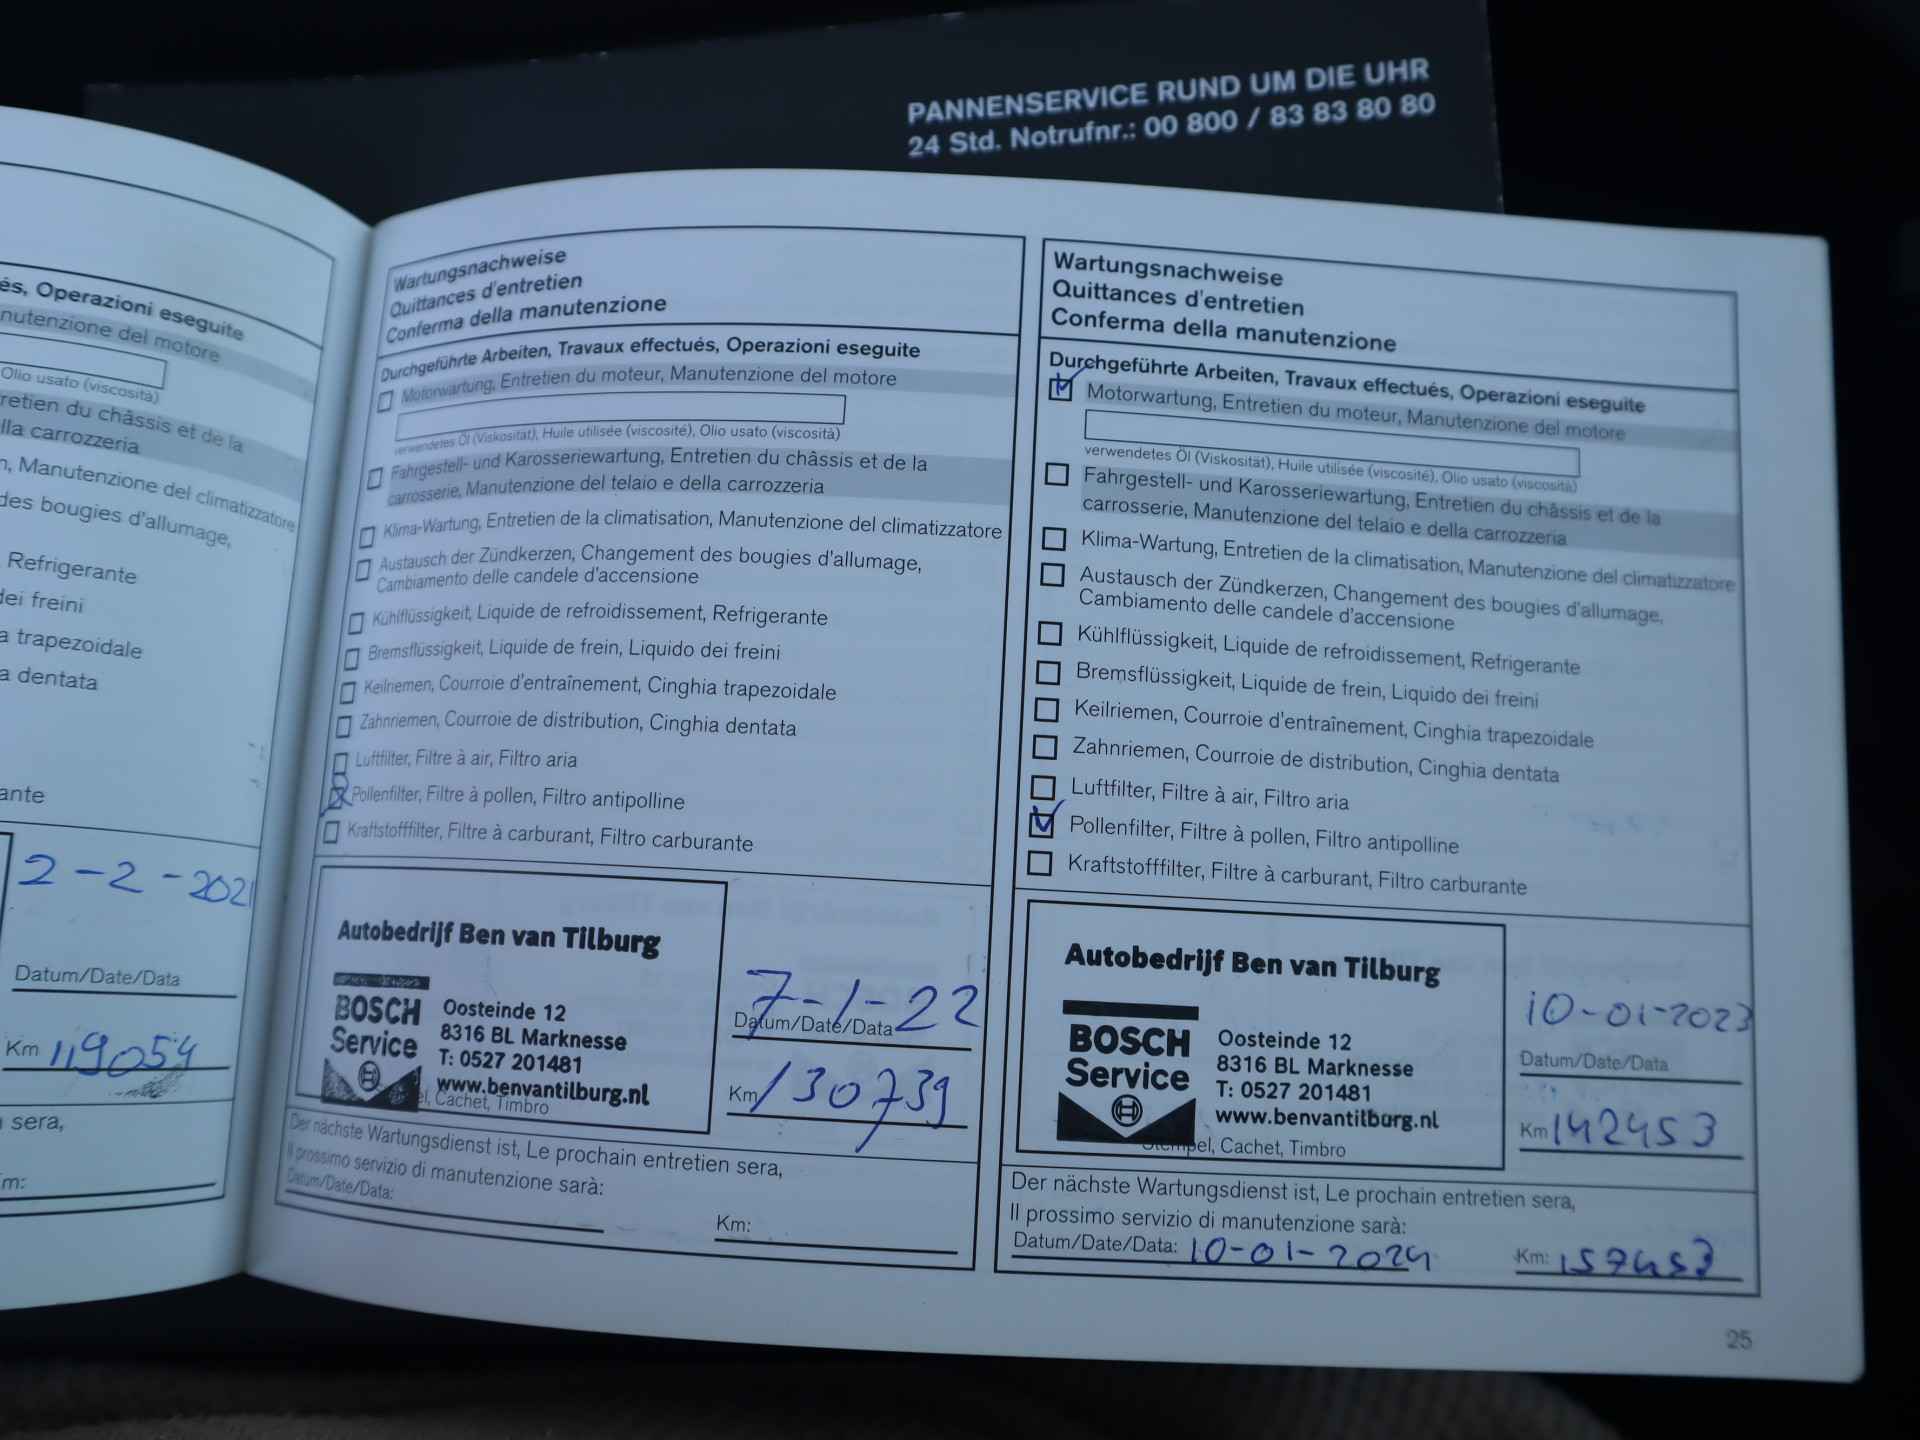 PANNENSERVICE RUND UM DIE UHR
24 Std. Notrufnr.: 00 800 / 83 83 80 80
és, Operazioni eseguite
nutenzione del motore
Olio usato (viscosità)
retien du châssis et de la
lla carrozzeria
n, Manutenzione del climatizzatore
des bougies d'allumage,
Refrigerante
dei freini
a trapezoidale
a dentata
ante
2-2-2021
Datum/Date/Data
Km 119054
sera,
m:
Wartungsnachweise
Quittances d'entretien
Conferma della manutenzione
Durchgeführte Arbeiten, Travaux effectués, Operazioni eseguite
Motorwartung, Entretien du moteur, Manutenzione del motore
verwendetes Öl (Viskosität), Huile utilisée (viscosité), Olio usato (viscosità)
Fahrgestell- und Karosseriewartung, Entretien du châssis et de la
carrosserie, Manutenzione del telaio e della carrozzeria
Klima-Wartung, Entretien de la climatisation, Manutenzione del climatizzatore
Austausch der Zündkerzen, Changement des bougies d'allumage,
Cambiamento delle candele d'accensione
Kühlflüssigkeit, Liquide de refroidissement, Refrigerante
Bremsflüssigkeit, Liquide de frein, Liquido dei freini
Keilriemen, Courroie d'entraînement, Cinghia trapezoidale
Zahnriemen, Courroie de distribution, Cinghia dentata
Luftfilter, Filtre à air, Filtro aria
Pollenfilter, Filtre à pollen, Filtro antipolline
Kraftstofffilter, Filtre à carburant, Filtro carburante
Autobedrijf Ben van Tilburg
BOSCH
Service
Oosteinde 12
8316 BL Marknesse
T: 0527 201481
www.benvantilburg.nl
el, Cachet, Timbro
7-1-22
Datum/Date/Data
Km 130739
Der nächste Wartungsdienst ist, Le prochain entretien sera,
Il prossimo servizio di manutenzione sarà:
Datum/Date/Data:
Km:
Wartungsnachweise
Quittances d'entretien
Conferma della manutenzione
Durchgeführte Arbeiten, Travaux effectués, Operazioni eseguite
Motorwartung, Entretien du moteur, Manutenzione del motore
verwendetes Öl (Viskosität), Huile utilisée (viscosité), Olio usato (viscosità)
Fahrgestell- und Karosseriewartung, Entretien du châssis et de la
carrosserie, Manutenzione del telaio e della carrozzeria
Klima-Wartung, Entretien de la climatisation, Manutenzione del climatizzatore
Austausch der Zündkerzen, Changement des bougies d'allumage,
Cambiamento delle candele d'accensione
Kühlflüssigkeit, Liquide de refroidissement, Refrigerante
Bremsflüssigkeit, Liquide de frein, Liquido dei freini
Keilriemen, Courroie d'entraînement, Cinghia trapezoidale
Zahnriemen, Courroie de distribution, Cinghia dentata
Luftfilter, Filtre à air, Filtro aria
Pollenfilter, Filtre à pollen, Filtro antipolline
Kraftstofffilter, Filtre à carburant, Filtro carburante
Autobedrijf Ben van Tilburg
BOSCH
Service
Oosteinde 12
8316 BL Marknesse
T: 0527 201481
www.benvantilburg.nl
Stempel, Cachet, Timbro
10-01-2023
Datum/Date/Data
Km 142453
Der nächste Wartungsdienst ist, Le prochain entretien sera,
Il prossimo servizio di manutenzione sarà:
Datum/Date/Data: 10-01-2024
Km: 157453
25